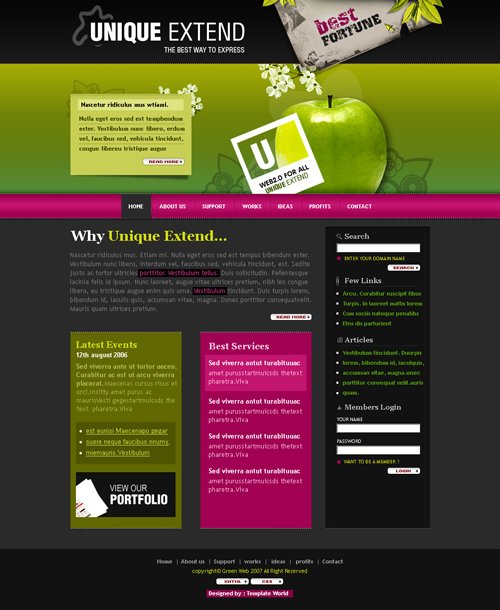 UNIQUE EXTEND
THE BEST WAY TO EXPRESS
best
FORTUNE
Nascetur ridiculus mus wtiami.
Nulla eget eros sed est tempbendum
ester. Vestibulum nunc libero, erdum
vel, faucibus sed, vehicula tincidunt,
congue libereu tristique augue
READ MORE
U
WEB2.0 FOR ALL
UNIQUE EXTEND
HOME ABOUT US SUPPORT WORKS IDEAS PROFITS CONTACT
Why Unique Extend...
Nascetur ridiculus mus. Etiam mi. Nulla eget eros sed est tempus bibendum ester.
Vestibulum nunc libero, interdum vel, faucibus sed, vehicula tincidunt, est. Sedite
justo ac tortor ultricies porttitor. Vestibulum tellus. Duis sollicitudin. Pellentesque
lacinia felis id ipsum. Nunc laoreet, augue vitae ultrices pretium, nibh leo congue
libero, eu tristique augue enim quis urna. Vestibulum tincidunt. Duis turpis lorem,
bibendum id, iaculis quis, accumsan vitae, magna. Donec porttitor consequatvelit.
Mauris quam ultrices pretium.
READ MORE
Latest Events
12th august 2006
Sed viverra ante ut tortor aecen.
Curabitur ac est ut arcu viverra
placerat.Maecenas cursus risus et
orci.Insitty amet purus ac
maurisVesti gegestartmuicsds the
text pharetra.Viva
est eunisi Maecenapo gegar
suere neque faucibus nnumy,
miemauris.Vestibulum
VIEW OUR
PORTFOLIO
Best Services
Sed viverra antut turabituuac
amet purusstartmuicsds thetext
pharetra.Viva
Sed viverra antut turabituuac
amet purusstartmuicsds thetext
pharetra.Viva
Sed viverra antut turabituuac
amet purusstartmuicsds thetext
pharetra.Viva
Sed viverra antut turabituuac
amet purusstartmuicsds thetext
pharetra.Viva
Search
ENTER YOUR DOMAIN NAME
SEARCH
Few Links
Arcu. Curabitur suscipit fibus
Turpis. In laoreet mattis lorem
Cum sociis natoque penatibs
Etns dis parturient
Articles
Vestibulum tincidunt. Duurpis
lorem, bibendum id, iaculquis,
accumsan vitae, magna.onec
porttitor consequat velit,auris
quam.
Members Login
YOUR NAME
PASSWORD
WANT TO BE A MEMBER ?
LOGIN
Home | About us | Support | works | ideas | profits | Contact
copyright© Green Web 2007 All Right Reserved
XHTML CSS
Designed by : Template World